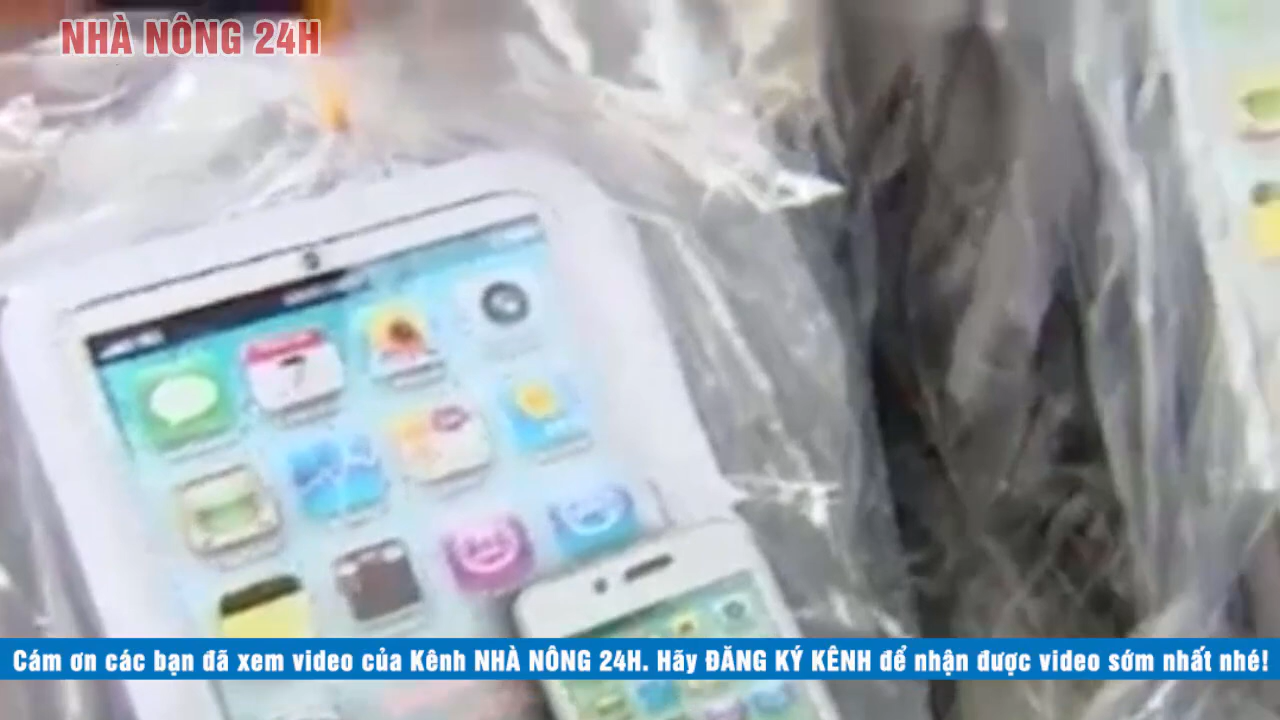 NHÀ NÔNG 24H
7
Cám ơn các bạn đã xem video của Kênh NHÀ NÔNG 24H. Hãy ĐĂNG KÝ KÊNH để nhận được video sớm nhất nhé!